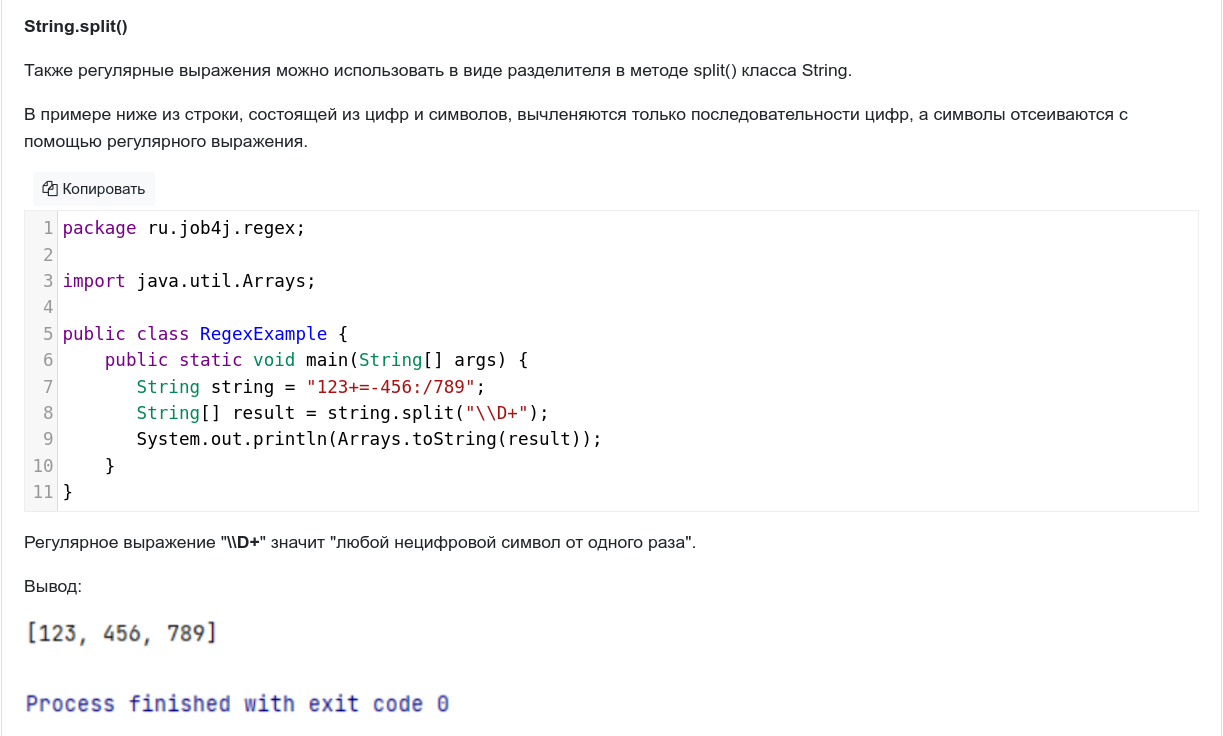 String.split()
Также регулярные выражения можно использовать в виде разделителя в методе split() класса String.
В примере ниже из строки, состоящей из цифр и символов, вычленяются только последовательности цифр, а символы отсеиваются с
помощью регулярного выражения.
Копировать
1 package ru.job4j.regex;
2
3 import java.util.Arrays;
4
5 public class RegexExample {
6     public static void main(String[] args) {
7        String string = "123+=-456:/789";
8        String[] result = string.split("\\D+");
9        System.out.println(Arrays.toString(result));
10     }
11 }
Регулярное выражение "\\D+" значит "любой нецифровой символ от одного раза".
Вывод:
[123, 456, 789]
Process finished with exit code 0